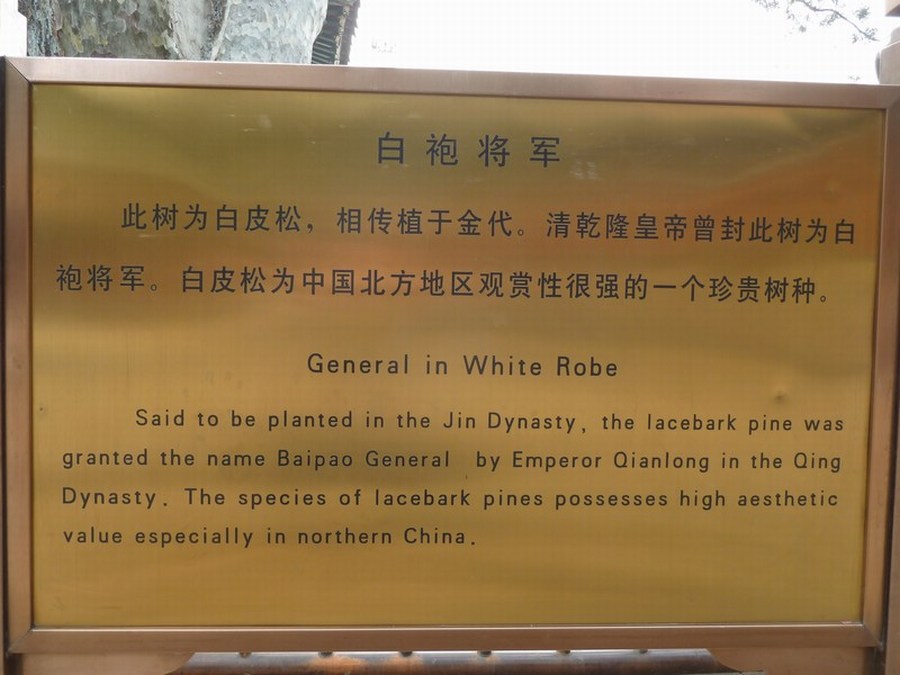 白袍将军
此树为白皮松，相传植于金代。清乾隆皇帝曾封此树为白
袍将军。白皮松为中国北方地区观赏性很强的一个珍贵树种。
General in White Robe
Said to be planted in the Jin Dynasty, the lacebark pine was
granted the name Baipao General by Emperor Qianlong in the Qing
Dynasty. The species of lacebark pines possesses high aesthetic
value especially in northern China.